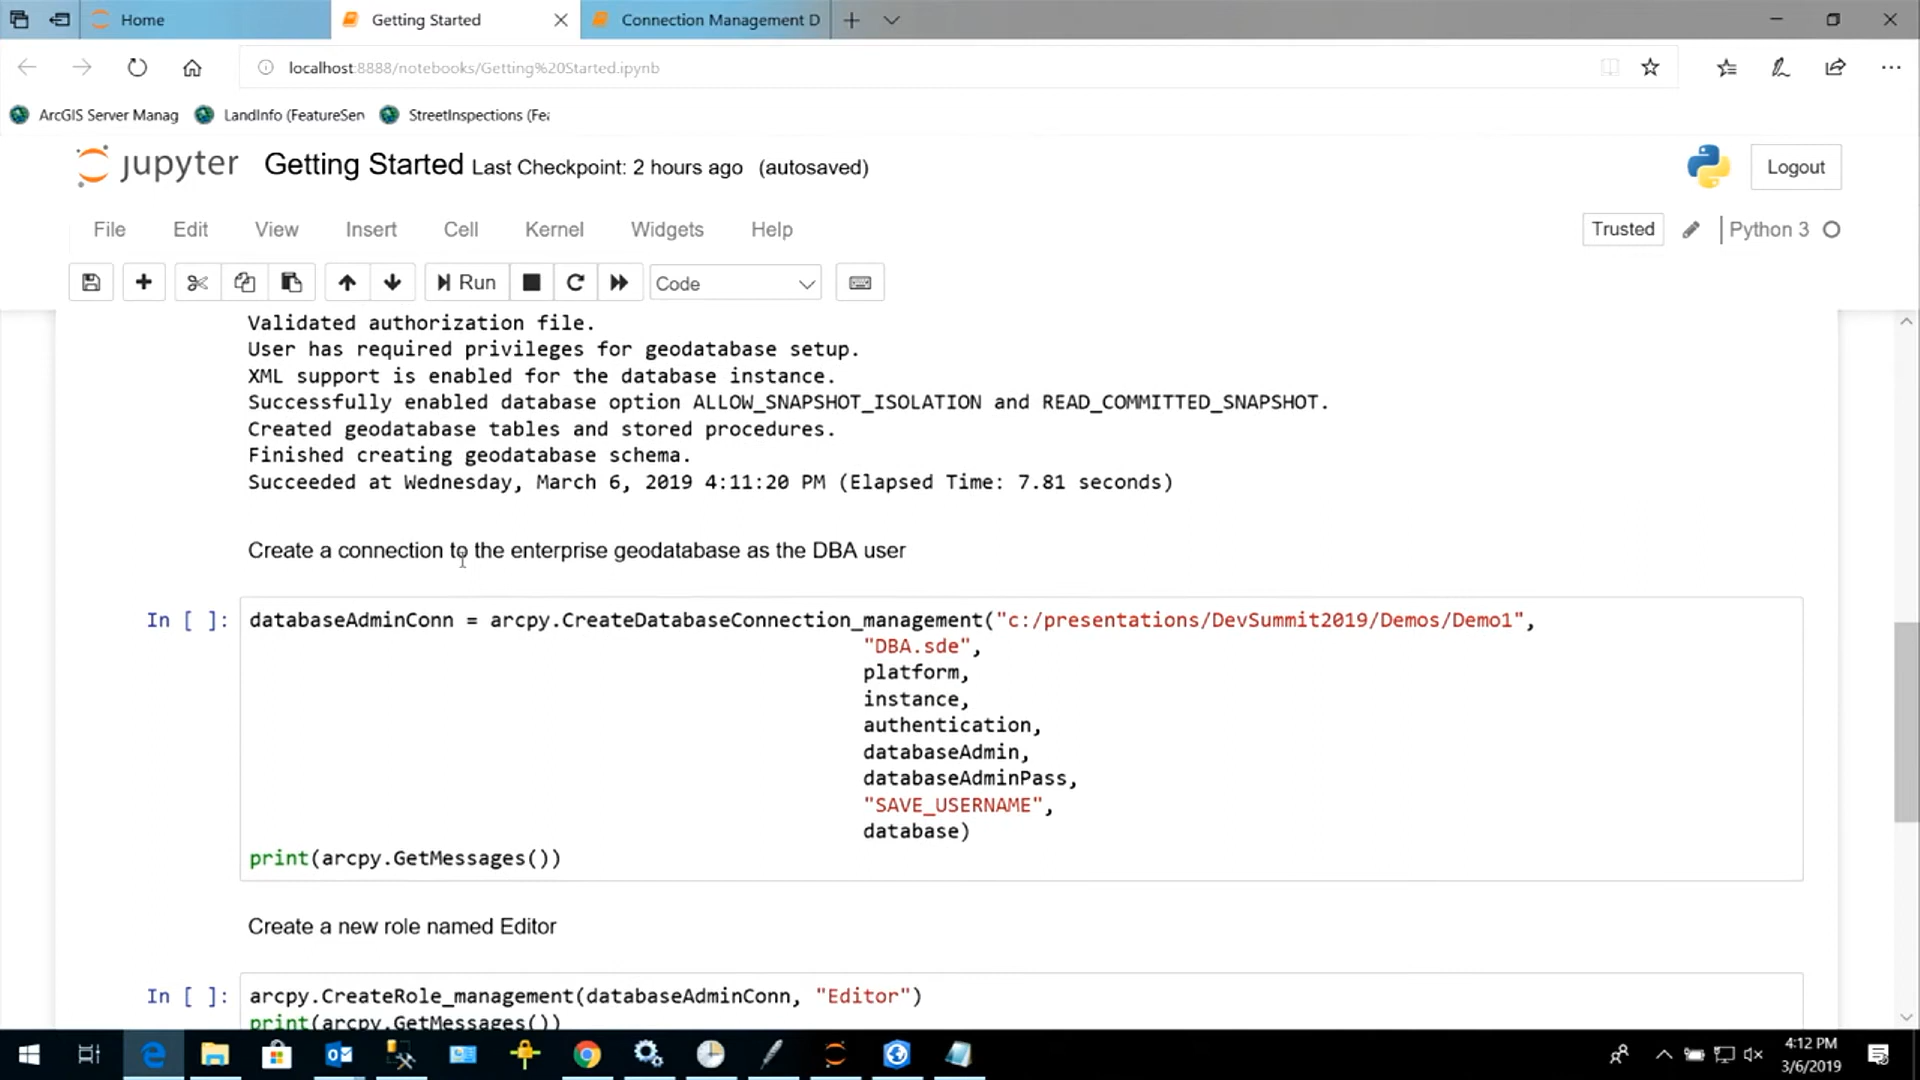 Home
Getting Started
Connection Management D
localhost:8888/notebooks/Getting%20Started.ipynb
ArcGIS Server Manag
LandInfo (FeatureSer
StreetInspections (Fea
jupyter Getting Started Last Checkpoint: 2 hours ago (autosaved)
Logout
File Edit View Insert Cell Kernel Widgets Help
Trusted Python 3
Run Code
Validated authorization file.
User has required privileges for geodatabase setup.
XML support is enabled for the database instance.
Successfully enabled database option ALLOW_SNAPSHOT_ISOLATION and READ_COMMITTED_SNAPSHOT.
Created geodatabase tables and stored procedures.
Finished creating geodatabase schema.
Succeeded at Wednesday, March 6, 2019 4:11:20 PM (Elapsed Time: 7.81 seconds)
Create a connection to the enterprise geodatabase as the DBA user
In [ ]: databaseAdminConn = arcpy.CreateDatabaseConnection_management("c:/presentations/DevSummit2019/Demos/Demo1",
"DBA.sde",
platform,
instance,
authentication,
databaseAdmin,
databaseAdminPass,
"SAVE_USERNAME",
database)
print(arcpy.GetMessages())
Create a new role named Editor
In [ ]: arcpy.CreateRole_management(databaseAdminConn, "Editor")
print(arcpy.GetMessages())
4:12 PM
3/6/2019